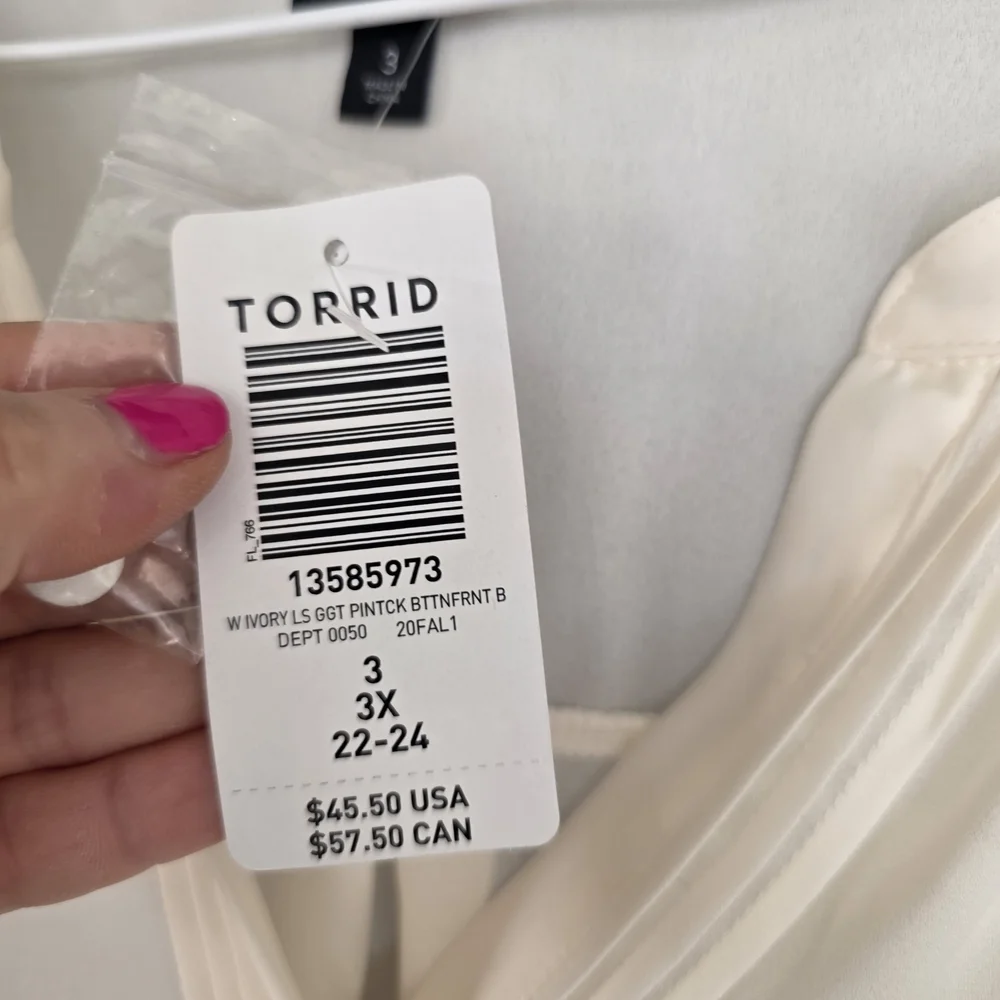 3
TORRID
FL_766
13585973
W IVORY LS GGT PINTCK BTTNFRNT B
DEPT 0050 20FAL1
3
3X
22-24
$45.50 USA
$57.50 CAN